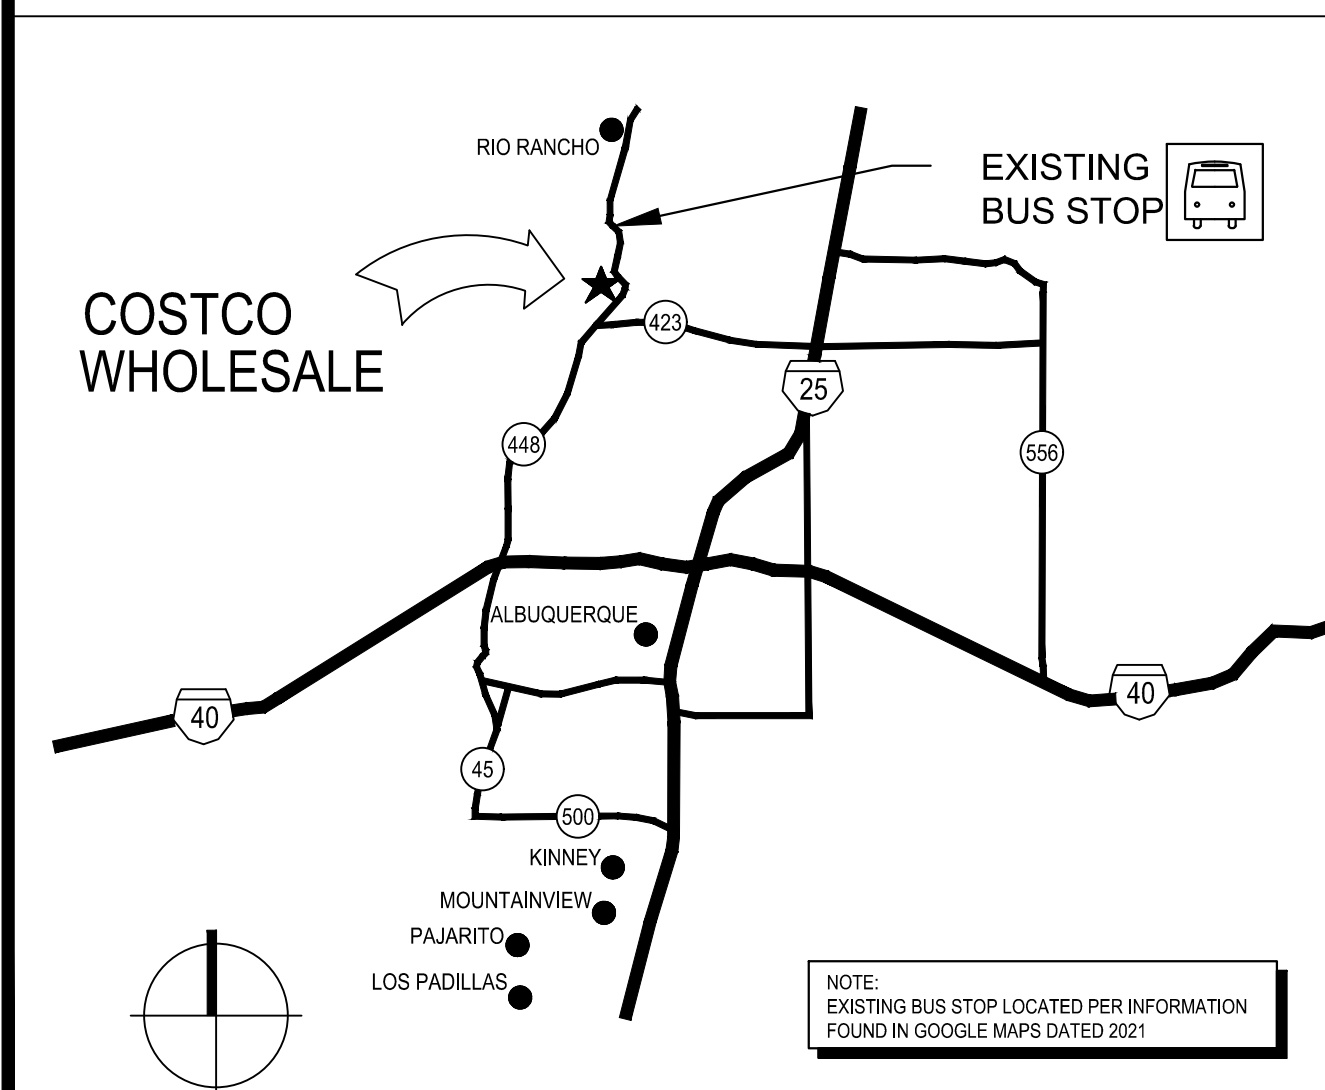 RIO RANCHO
EXISTING
BUS STOP
COSTCO
WHOLESALE
423
25
448
556
ALBUQUERQUE
40
40
45
500
KINNEY
MOUNTAINVIEW
PAJARITO
LOS PADILLAS
NOTE:
EXISTING BUS STOP LOCATED PER INFORMATION
FOUND IN GOOGLE MAPS DATED 2021